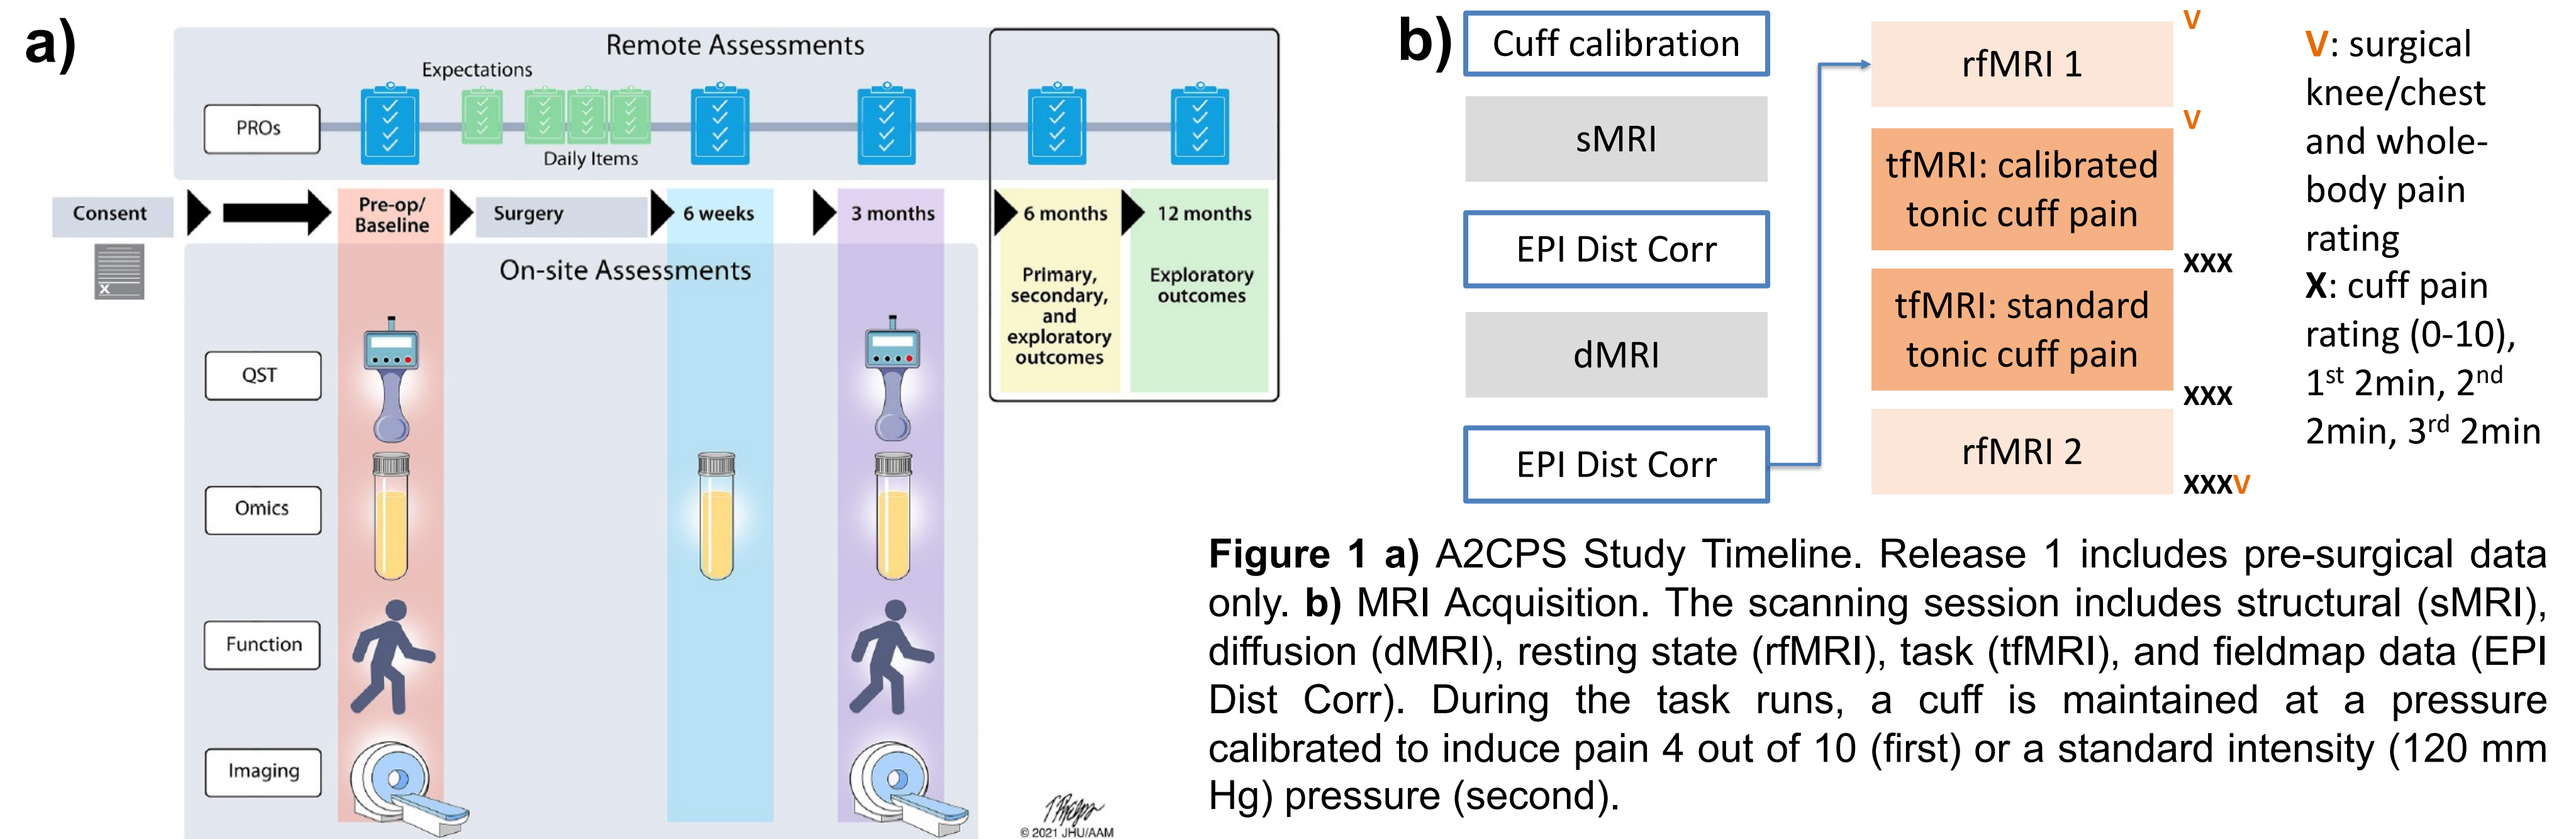 a)
Remote Assessments
Expectations
PROs
Daily Items
Consent
Pre-op/
Baseline
Surgery
6 weeks
3 months
6 months
12 months
X
On-site Assessments
Primary,
secondary,
and
exploratory
outcomes
Exploratory
outcomes
QST
Omics
Function
Imaging
© 2021 JHU/AAM
b)
Cuff calibration
sMRI
EPI Dist Corr
dMRI
EPI Dist Corr
V
rfMRI 1
V
tfMRI: calibrated
tonic cuff pain
XXX
tfMRI: standard
tonic cuff pain
XXX
rfMRI 2
XXXV
V: surgical
knee/chest
and whole-
body pain
rating
X: cuff pain
rating (0-10),
1st 2min, 2nd
2min, 3rd 2min
Figure 1 a) A2CPS Study Timeline. Release 1 includes pre-surgical data
only. b) MRI Acquisition. The scanning session includes structural (sMRI),
diffusion (dMRI), resting state (rfMRI), task (tfMRI), and fieldmap data (EPI
Dist Corr). During the task runs, a cuff is maintained at a pressure
calibrated to induce pain 4 out of 10 (first) or a standard intensity (120 mm
Hg) pressure (second).